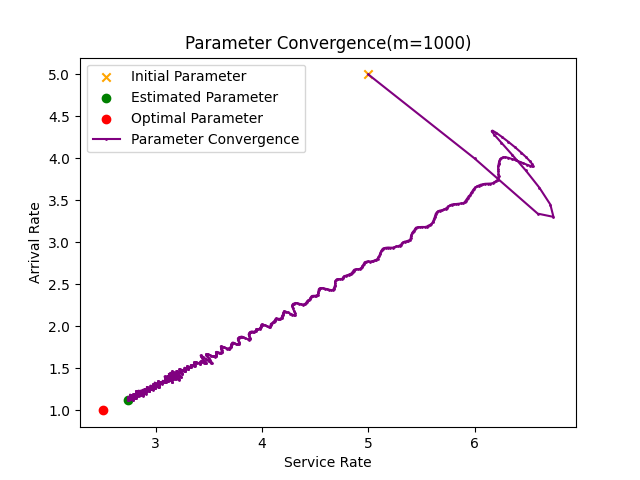 Parameter Convergence(m=1000)
Initial Parameter
Estimated Parameter
Optimal Parameter
Parameter Convergence
5.0
4.5
4.0
3.5
3.0
2.5
2.0
1.5
1.0
Arrival Rate
3 4 5 6
Service Rate